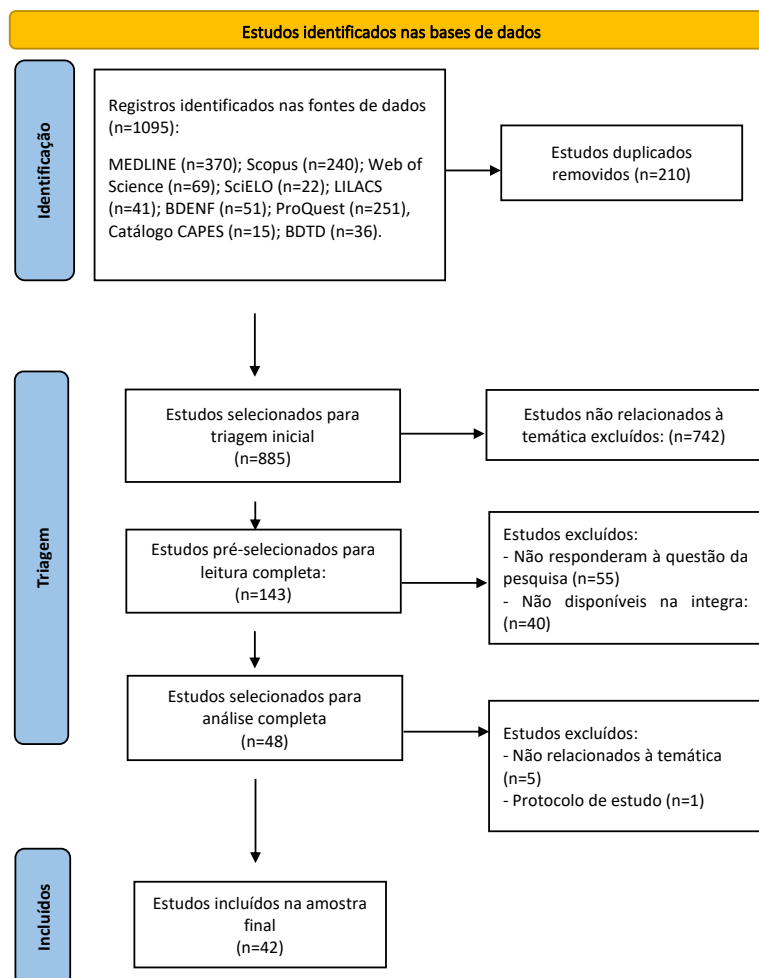 Estudos identificados nas bases de dados
Identificação
Registros identificados nas fontes de dados
(n=1095):
MEDLINE (n=370); Scopus (n=240); Web of
Science (n=69); SciELO (n=22); LILACS
(n=41); BDENF (n=51); ProQuest (n=251),
Catálogo CAPES (n=15); BDTD (n=36).
Estudos duplicados
removidos (n=210)
Triagem
Estudos selecionados para
triagem inicial
(n=885)
Estudos não relacionados à
temática excluídos: (n=742)
Estudos pré-selecionados para
leitura completa:
(n=143)
Estudos excluídos:
- Não responderam à questão da
pesquisa (n=55)
- Não disponíveis na integra:
(n=40)
Estudos selecionados para
análise completa
(n=48)
Estudos excluídos:
- Não relacionados à temática
(n=5)
- Protocolo de estudo (n=1)
Incluídos
Estudos incluídos na amostra
final
(n=42)